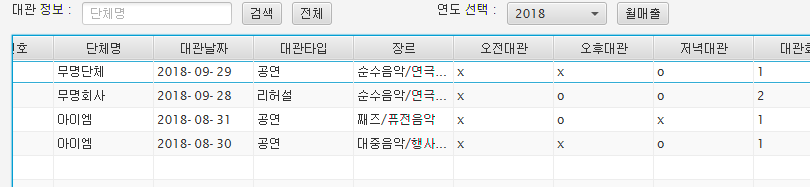 대관 정보 : 단체명 검색 전체 연도 선택 : 2018 월매출
호 단체명 대관날짜 대관타입 장르 오전대관 오후대관 저녁대관 대관
무명단체 2018-09-29 공연 순수음악/연극... x x o 1
무명회사 2018-09-28 리허설 순수음악/연극... x o o 2
아이엠 2018-08-31 공연 째즈/퓨전음악 x o x 1
아이엠 2018-08-30 공연 대중음악/행사... x x o 1